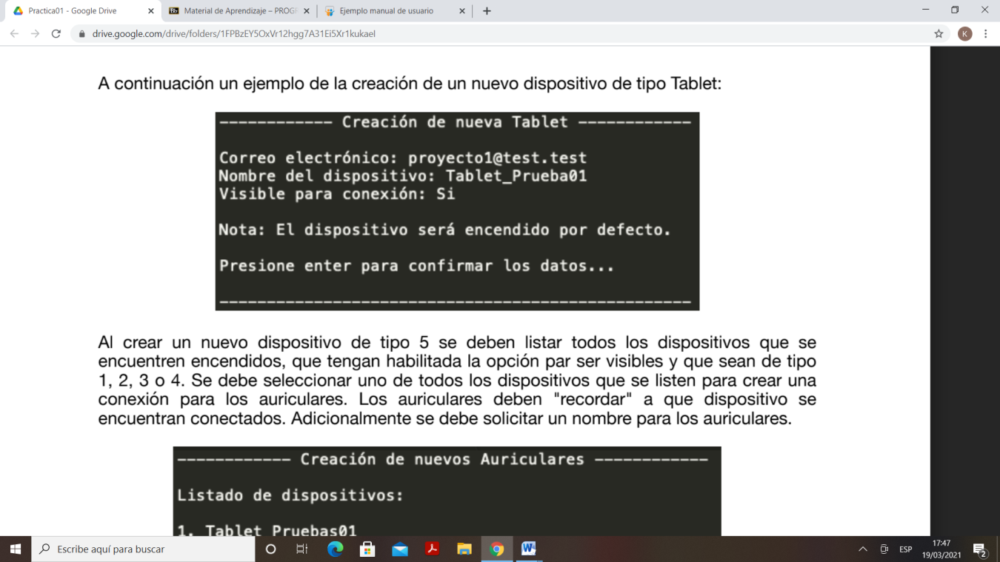 Practica01 - Google Drive
Material de Aprendizaje – PROGR
Ejemplo manual de usuario
drive.google.com/drive/folders/1FPBzEY5OxVr12hgg7A31Ei5Xr1kukaeI
K
A continuación un ejemplo de la creación de un nuevo dispositivo de tipo Tablet:
------------ Creación de nueva Tablet ------------
Correo electrónico: proyecto1@test.test
Nombre del dispositivo: Tablet_Prueba01
Visible para conexión: Si
Nota: El dispositivo será encendido por defecto.
Presione enter para confirmar los datos...
--------------------------------------------------
Al crear un nuevo dispositivo de tipo 5 se deben listar todos los dispositivos que se
encuentren encendidos, que tengan habilitada la opción par ser visibles y que sean de tipo
1, 2, 3 o 4. Se debe seleccionar uno de todos los dispositivos que se listen para crear una
conexión para los auriculares. Los auriculares deben "recordar" a que dispositivo se
encuentran conectados. Adicionalmente se debe solicitar un nombre para los auriculares.
------------ Creación de nuevos Auriculares ------------
Listado de dispositivos:
1. Tablet Pruebas01
Escribe aquí para buscar
ESP
17:47
19/03/2021
2